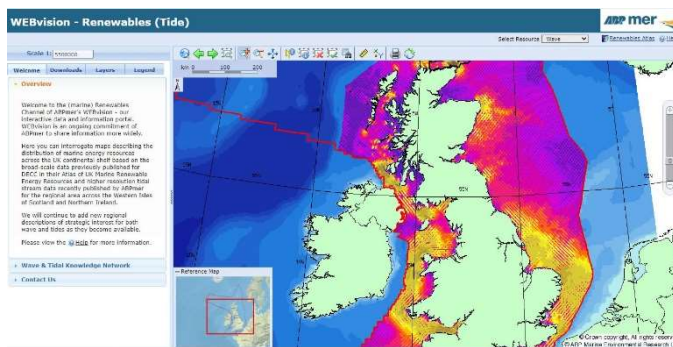 WEBvision - Renewables (Tide)
ABP mer
Select Resource Wave
Renewables Atlas
Scale 1:
Welcome Downloads Layers Legend
Overview
km 0 100 200
Welcome to the (marine) Renewables
Channel of ABPmer's WEBvision – our
interactive data and information portal.
WEBvision is an ongoing commitment of
ABPmer to share information more widely.
Here you can interrogate maps describing the
distribution of marine energy resources
across the UK continental shelf based on the
broad-scale data previously published for
DECC in their Atlas of UK Marine Renewable
Energy Resources and higher resolution tidal
stream data recently published by ABPmer
for the regional area across the Western Isles
of Scotland and Northern Ireland.
We will continue to add new regional
descriptions of strategic interest for both
wave and tides as they become available.
Please view the Help for more information.
Wave & Tidal Knowledge Network
Contact Us
Reference Map
© Crown copyright, All rights reserve
© ABP Marine Environmental Research L